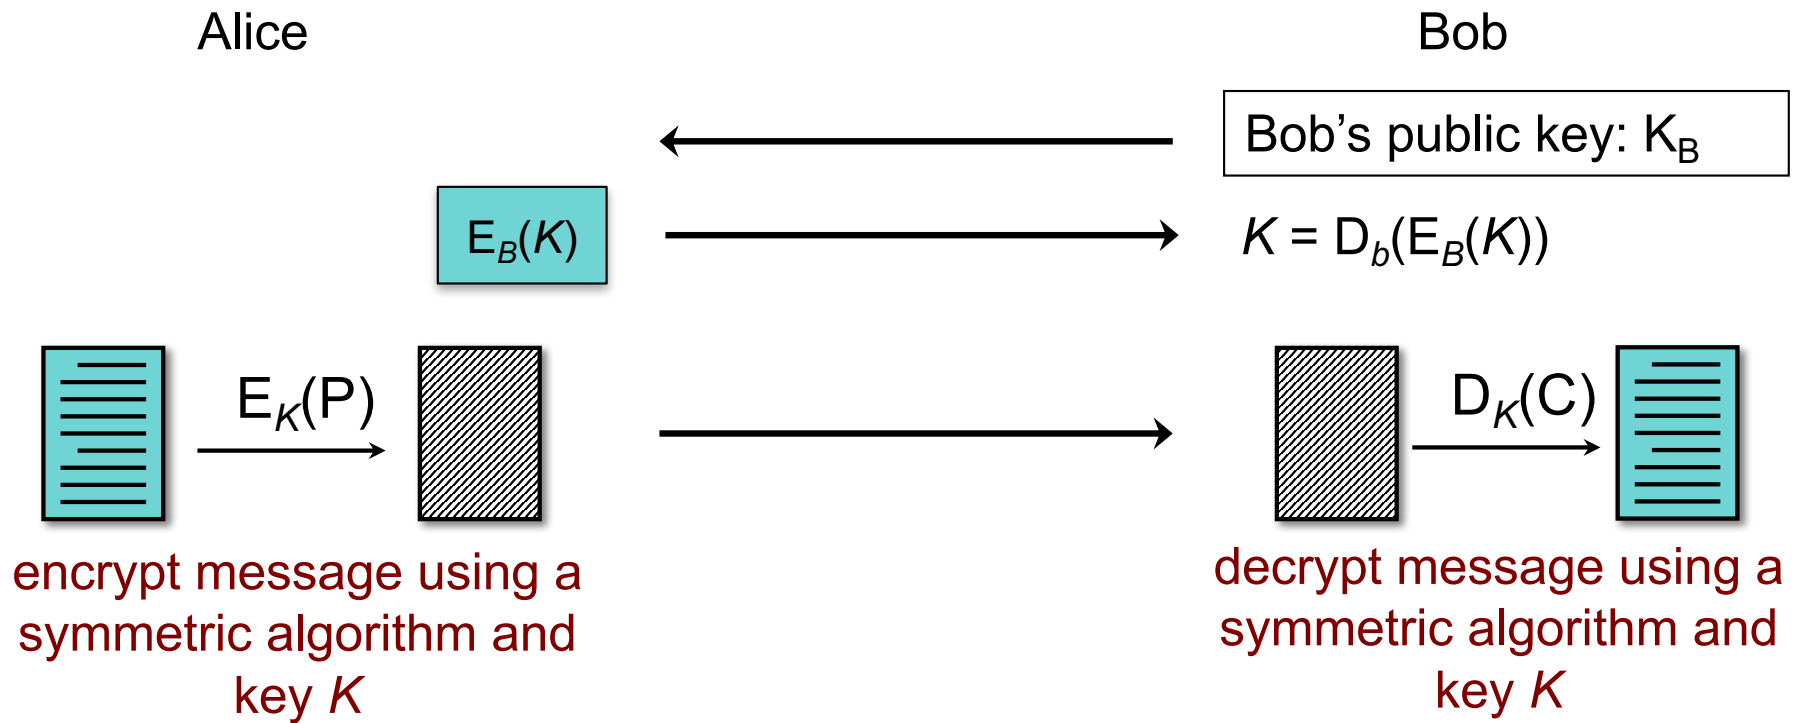 Alice
Bob
Bob’s public key: K_B
E_B(K)
K = D_b(E_B(K))
E_K(P)
D_K(C)
encrypt message using a
symmetric algorithm and
key K
decrypt message using a
symmetric algorithm and
key K